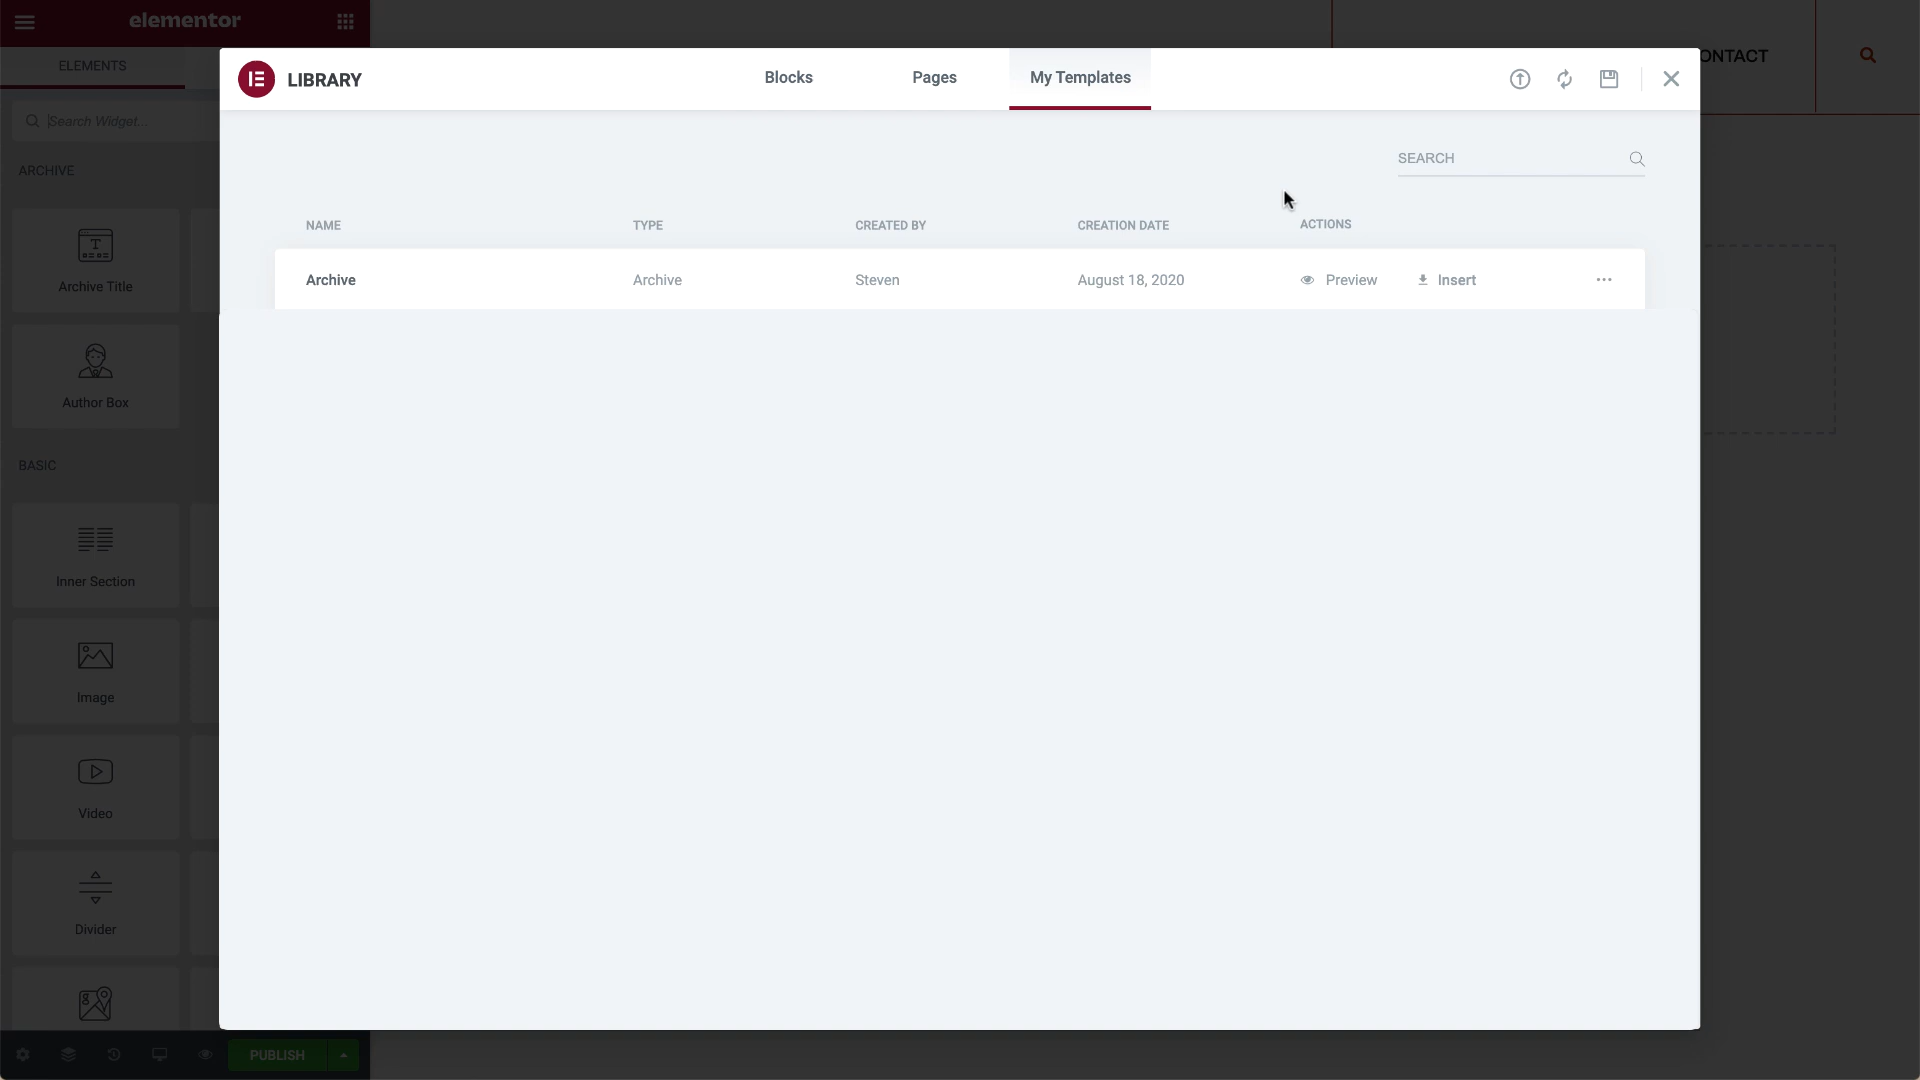 elementor
ELEMENTS
Search Widget...
ARCHIVE
Archive Title
Author Box
BASIC
Inner Section
Image
Video
Divider
PUBLISH
LIBRARY
Blocks
Pages
My Templates
SEARCH
NAME TYPE CREATED BY CREATION DATE ACTIONS
Archive Archive Steven August 18, 2020 Preview Insert
ONTACT